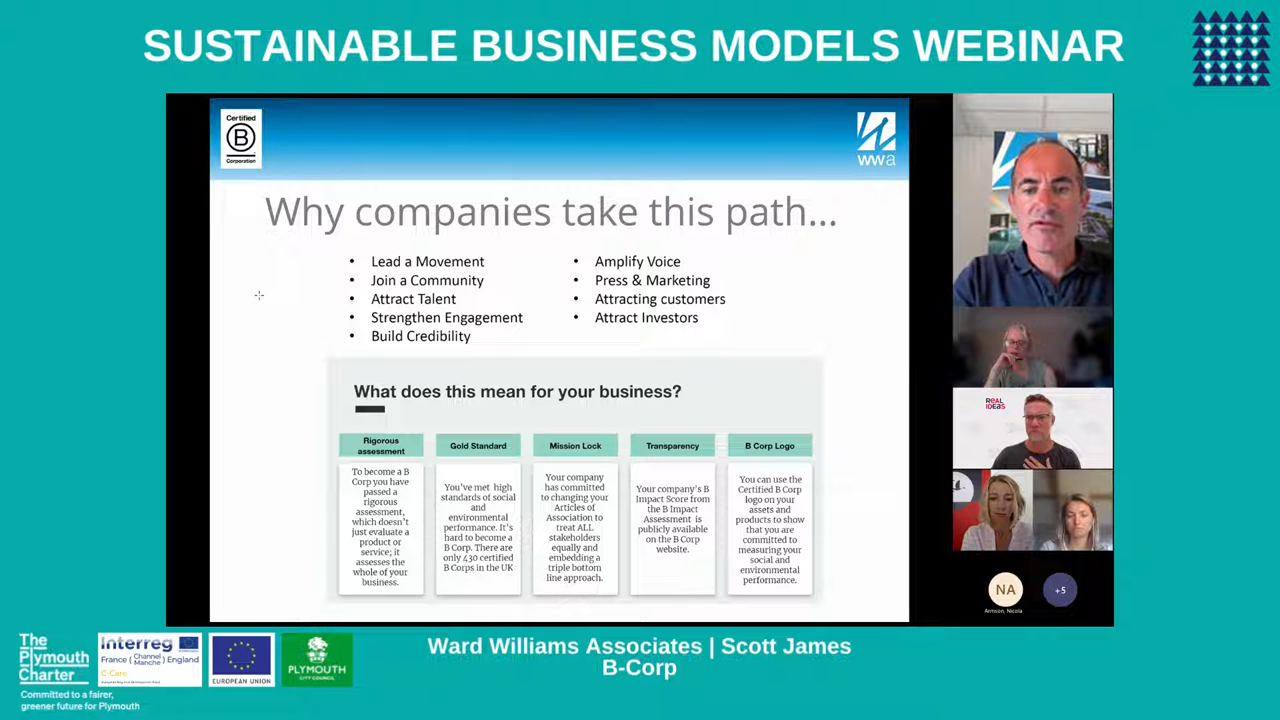 SUSTAINABLE BUSINESS MODELS WEBINAR
Certified
B
Corporation
wwa
Why companies take this path...
• Lead a Movement
• Join a Community
• Attract Talent
• Strengthen Engagement
• Build Credibility
• Amplify Voice
• Press & Marketing
• Attracting customers
• Attract Investors
What does this mean for your business?
Rigorous
assessment
To become a B
Corp you have
passed a
rigorous
assessment,
which doesn't
just evaluate a
product or
service; it
assesses the
whole of your
business.
Gold Standard
You've met high
standards of social
and
environmental
performance. It's
hard to become a
B Corp. There are
only 430 certified
B Corps in the UK
Mission Lock
Your company
has committed
to changing your
Articles of
Association to
treat ALL
stakeholders
equally and
embedding a
triple bottom
line approach.
Transparency
Your company's B
Impact Score from
the B Impact
Assessment is
publicly available
on the B Corp
website.
B Corp Logo
You can use the
Certified B Corp
logo on your
assets and
products to show
that you are
committed to
measuring your
social and
environmental
performance.
REAL
IDEAS
NA
+5
Armson, Nicola
The
Plymouth
Charter
Committed to a fairer,
greener future for Plymouth
Interreg
France ( Channel Manche ) England
C-Care
EUROPEAN UNION
PLYMOUTH
CITY COUNCIL
Ward Williams Associates | Scott James
B-Corp